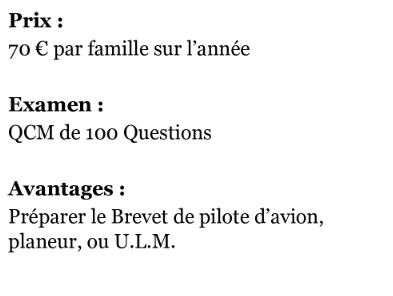 Prix :
70 € par famille sur l’année
Examen :
QCM de 100 Questions
Avantages :
Préparer le Brevet de pilote d’avion,
planeur, ou U.L.M.